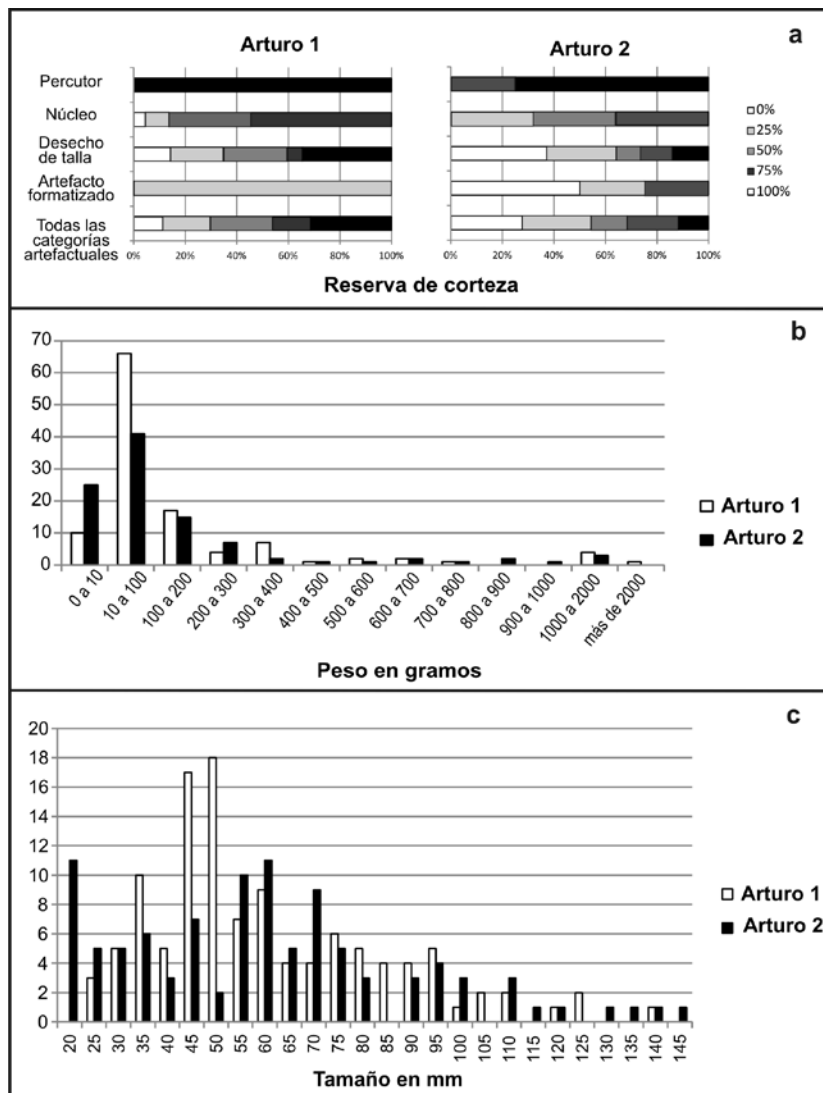 a
Arturo 1
Arturo 2
Percutor
Núcleo
Desecho
de talla
Artefacto
formatizado
Todas las
categorías
artefactuales
0% 20% 40% 60% 80% 100%
0% 20% 40% 60% 80% 100%
0%
25%
50%
75%
100%
Reserva de corteza
b
70
60
50
40
30
20
10
0
0 a 10
10 a 100
100 a 200
200 a 300
300 a 400
400 a 500
500 a 600
600 a 700
700 a 800
800 a 900
900 a 1000
1000 a 2000
más de 2000
Arturo 1
Arturo 2
Peso en gramos
c
20
18
16
14
12
10
8
6
4
2
0
20 25 30 35 40 45 50 55 60 65 70 75 80 85 90 95 100 105 110 115 120 125 130 135 140 145
Arturo 1
Arturo 2
Tamaño en mm